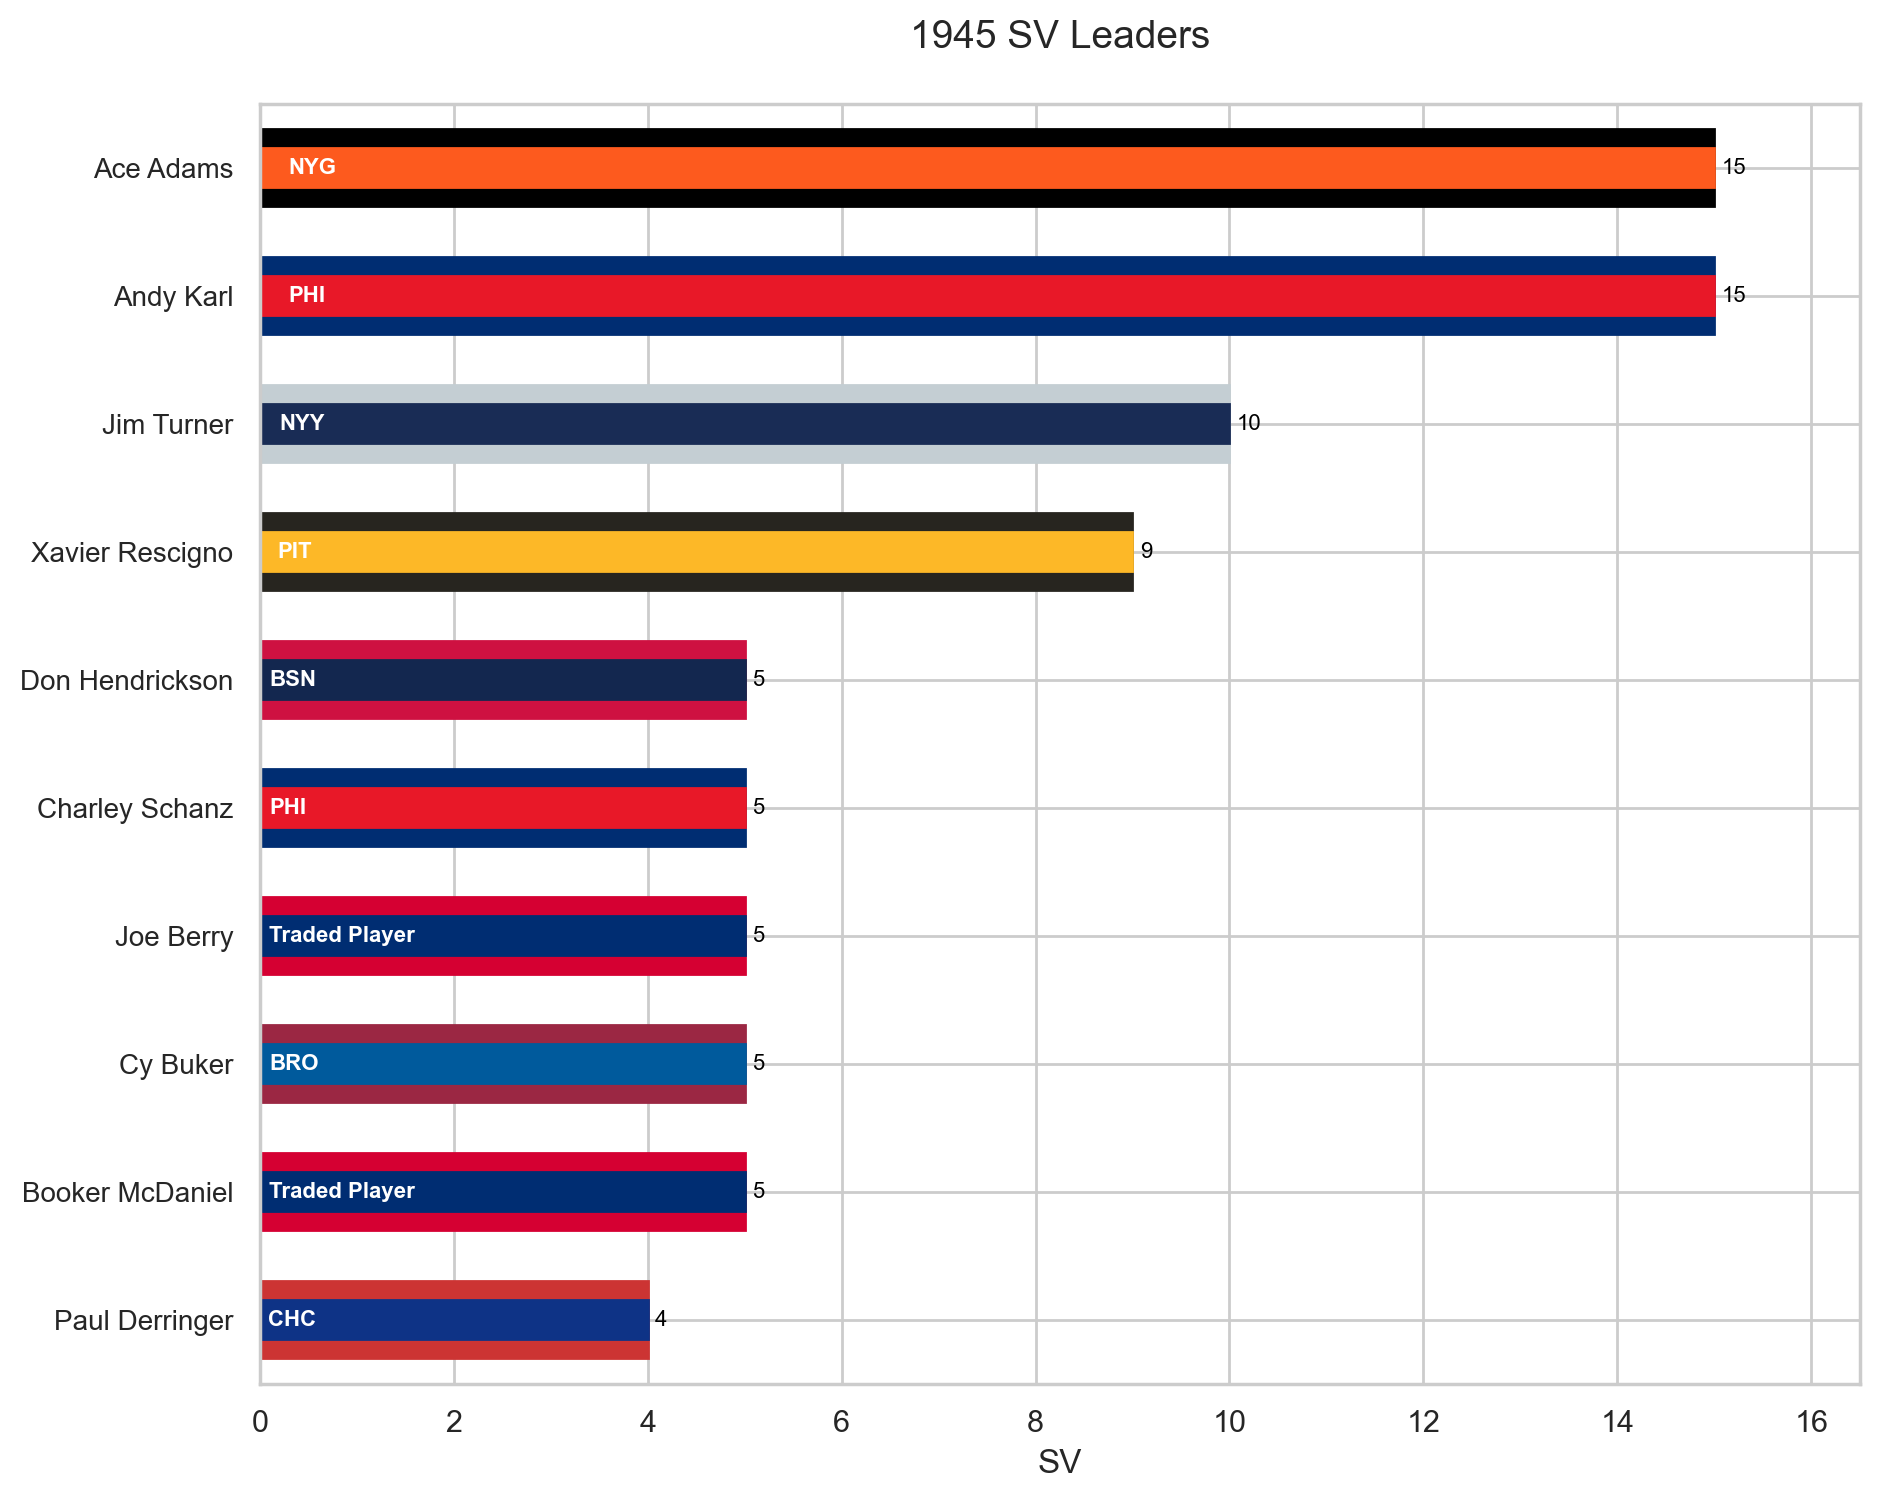 1945 SV Leaders
Ace Adams
NYG
15
Andy Karl
PHI
15
Jim Turner
NYY
10
Xavier Rescigno
PIT
9
Don Hendrickson
BSN
5
Charley Schanz
PHI
5
Joe Berry
Traded Player
5
Cy Buker
BRO
5
Booker McDaniel
Traded Player
5
Paul Derringer
CHC
4
0 2 4 6 8 10 12 14 16
SV